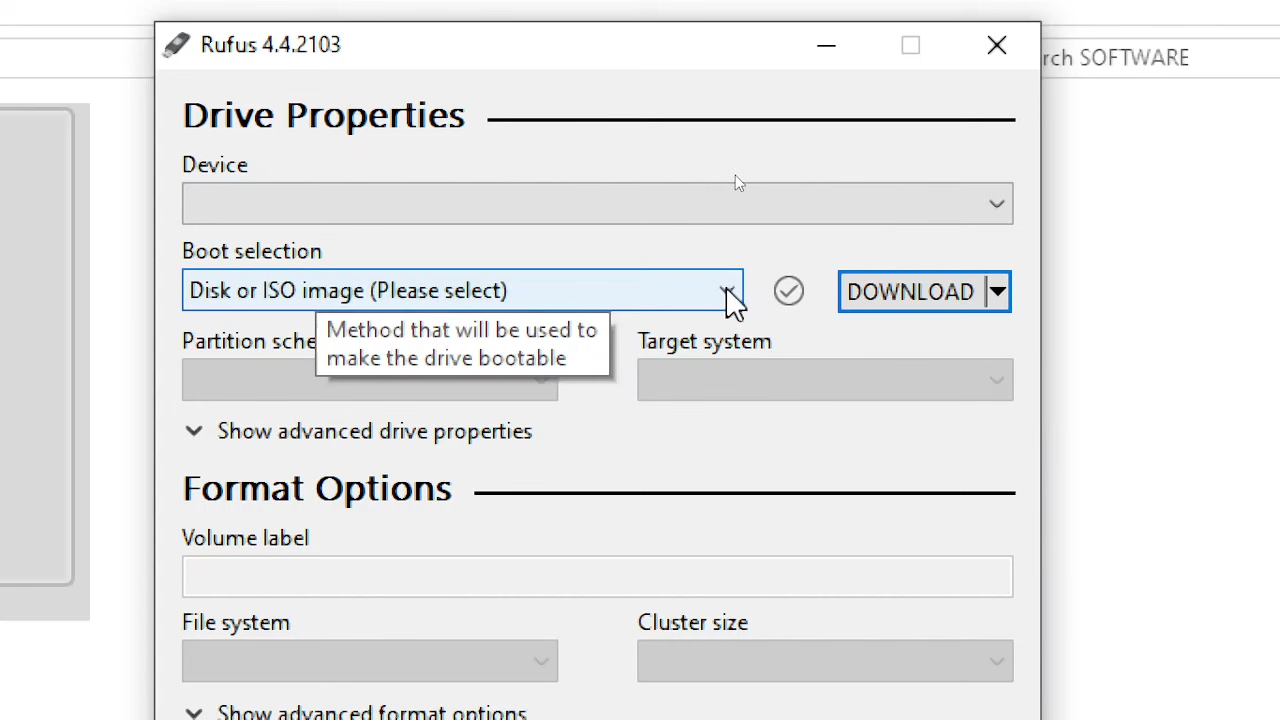 Rufus 4.4.2103
rch SOFTWARE
Drive Properties
Device
Boot selection
Disk or ISO image (Please select)
DOWNLOAD
Method that will be used to
make the drive bootable
Partition sche
Target system
Show advanced drive properties
Format Options
Volume label
File system
Cluster size
Show advanced format options